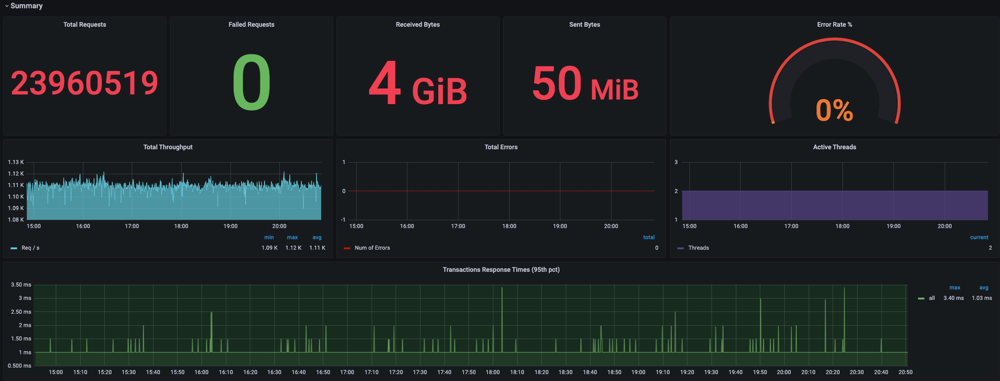 Summary
Total Requests
23960519
Failed Requests
0
Received Bytes
4 GiB
Sent Bytes
50 MiB
Error Rate %
0%
Total Throughput
1.13 K
1.12 K
1.11 K
1.10 K
1.09 K
1.08 K
15:00 16:00 17:00 18:00 19:00 20:00
min max avg
Req / s 1.09 K 1.12 K 1.11 K
Total Errors
1
0
-1
15:00 16:00 17:00 18:00 19:00 20:00
total
Num of Errors 0
Active Threads
3
2
1
15:00 16:00 17:00 18:00 19:00 20:00
current
Threads 2
Transactions Response Times (95th pct)
3.50 ms
3 ms
2.50 ms
2 ms
1.50 ms
1 ms
0.500 ms
15:00 15:10 15:20 15:30 15:40 15:50 16:00 16:10 16:20 16:30 16:40 16:50 17:00 17:10 17:20 17:30 17:40 17:50 18:00 18:10 18:20 18:30 18:40 18:50 19:00 19:10 19:20 19:30 19:40 19:50 20:00 20:10 20:20 20:30 20:40 20:50
max avg
all 3.40 ms 1.03 ms